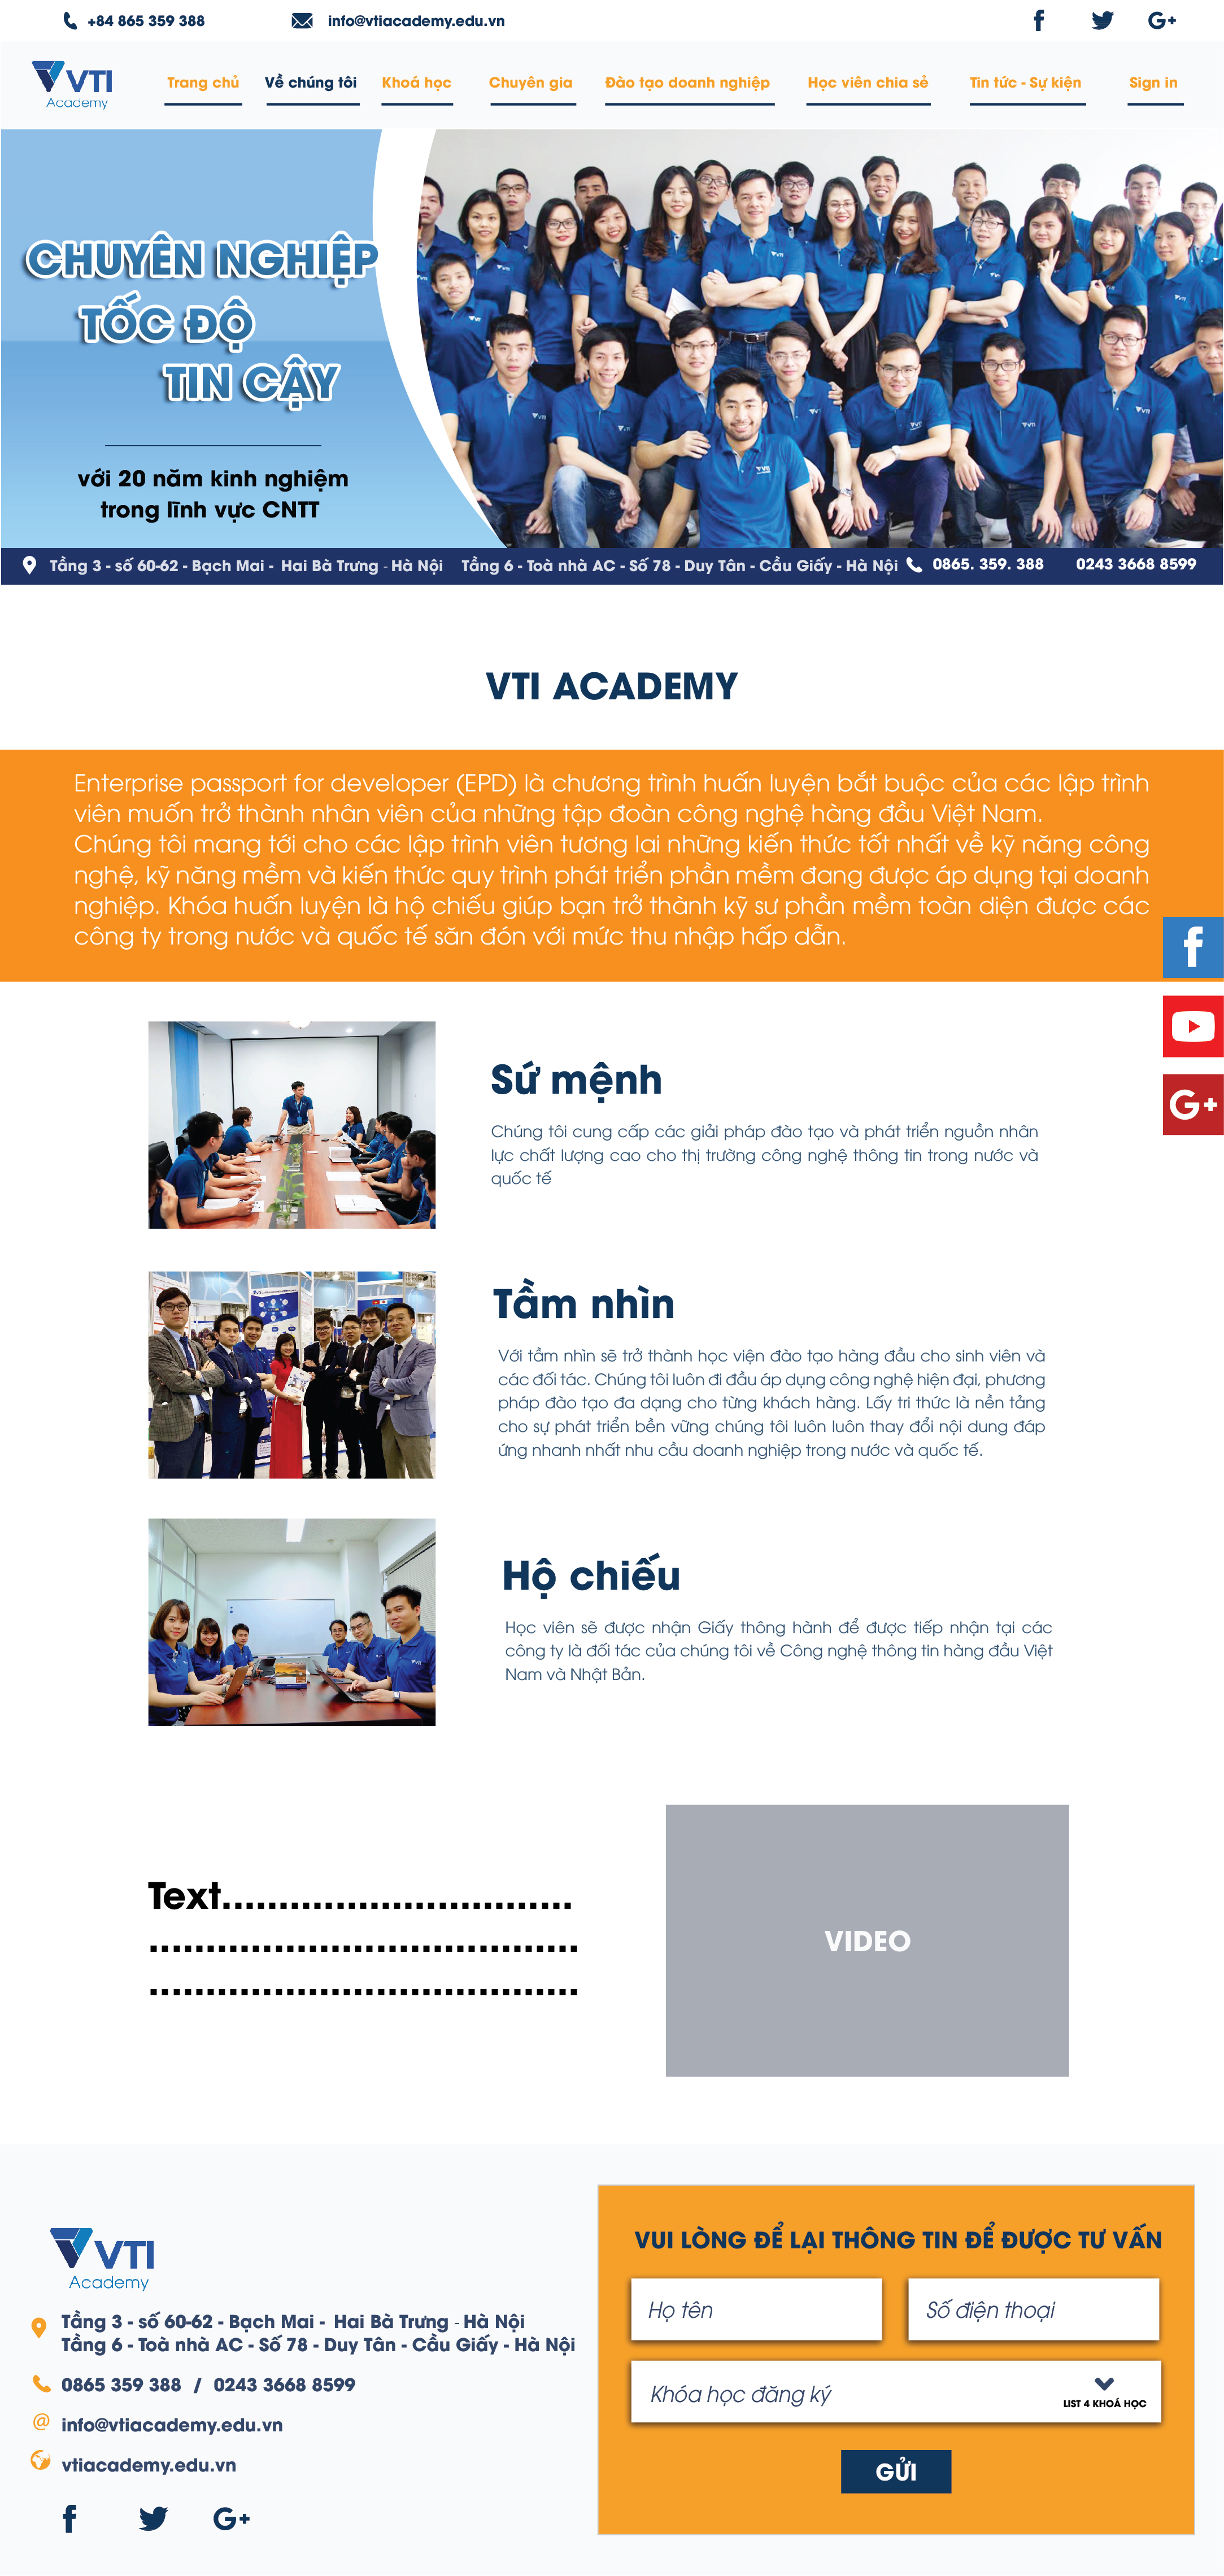 +84 865 359 388
info@vtiacademy.edu.vn
VTI
Academy
Trang chủ
Về chúng tôi
Khoá học
Chuyên gia
Đào tạo doanh nghiệp
Học viên chia sẻ
Tin tức - Sự kiện
Sign in
CHUYÊN NGHIỆP
TỐC ĐỘ
TIN CẬY
với 20 năm kinh nghiệm
trong lĩnh vực CNTT
Tầng 3 - số 60-62 - Bạch Mai - Hai Bà Trưng - Hà Nội
Tầng 6 - Toà nhà AC - Số 78 - Duy Tân - Cầu Giấy - Hà Nội
0865. 359. 388
0243 3668 8599
VTI ACADEMY
Enterprise passport for developer (EPD) là chương trình huấn luyện bắt buộc của các lập trình
viên muốn trở thành nhân viên của những tập đoàn công nghệ hàng đầu Việt Nam.
Chúng tôi mang tới cho các lập trình viên tương lai những kiến thức tốt nhất về kỹ năng công
nghệ, kỹ năng mềm và kiến thức quy trình phát triển phần mềm đang được áp dụng tại doanh
nghiệp. Khóa huấn luyện là hộ chiếu giúp bạn trở thành kỹ sư phần mềm toàn diện được các
công ty trong nước và quốc tế săn đón với mức thu nhập hấp dẫn.
Sứ mệnh
Chúng tôi cung cấp các giải pháp đào tạo và phát triển nguồn nhân
lực chất lượng cao cho thị trường công nghệ thông tin trong nước và
quốc tế
Tầm nhìn
Với tầm nhìn sẽ trở thành học viện đào tạo hàng đầu cho sinh viên và
các đối tác. Chúng tôi luôn đi đầu áp dụng công nghệ hiện đại, phương
pháp đào tạo đa dạng cho từng khách hàng. Lấy tri thức là nền tảng
cho sự phát triển bền vững chúng tôi luôn luôn thay đổi nội dung đáp
ứng nhanh nhất nhu cầu doanh nghiệp trong nước và quốc tế.
Hộ chiếu
Học viên sẽ được nhận Giấy thông hành để được tiếp nhận tại các
công ty là đối tác của chúng tôi về Công nghệ thông tin hàng đầu Việt
Nam và Nhật Bản.
Text..............................
.....................................
.....................................
VIDEO
VTI
Academy
Tầng 3 - số 60-62 - Bạch Mai - Hai Bà Trưng - Hà Nội
Tầng 6 - Toà nhà AC - Số 78 - Duy Tân - Cầu Giấy - Hà Nội
0865 359 388 / 0243 3668 8599
@ info@vtiacademy.edu.vn
vtiacademy.edu.vn
G+
VUI LÒNG ĐỂ LẠI THÔNG TIN ĐỂ ĐƯỢC TƯ VẤN
Họ tên
Số điện thoại
Khóa học đăng ký
LIST 4 KHOÁ HỌC
GỬI